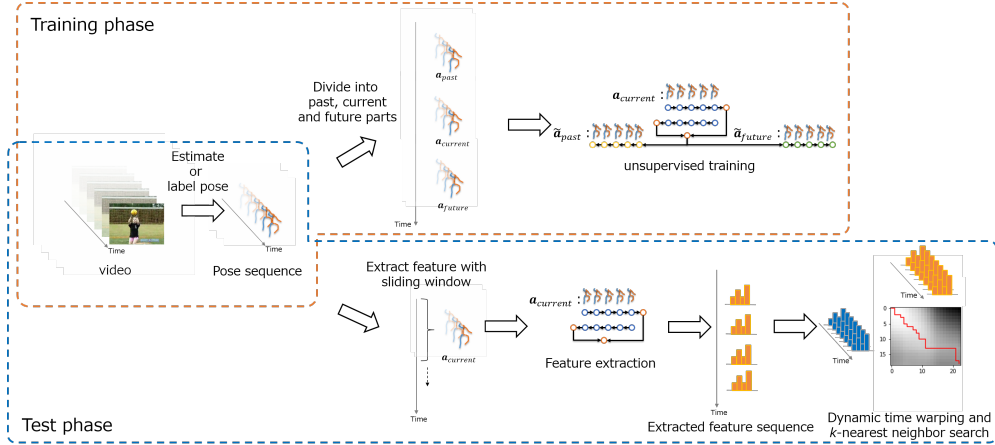 Training phase
Divide into
past, current
and future parts
a_past
a_current
a_future
Time
a_current :
ã_past :
ã_future :
unsupervised training
Estimate
or
label pose
Time
video
Time
Pose sequence
Extract feature with
sliding window
a_current
Time
a_current :
Feature extraction
Time
Extracted feature sequence
Time
Time
0
5
10
15
0 10 20
Dynamic time warping and
k-nearest neighbor search
Test phase